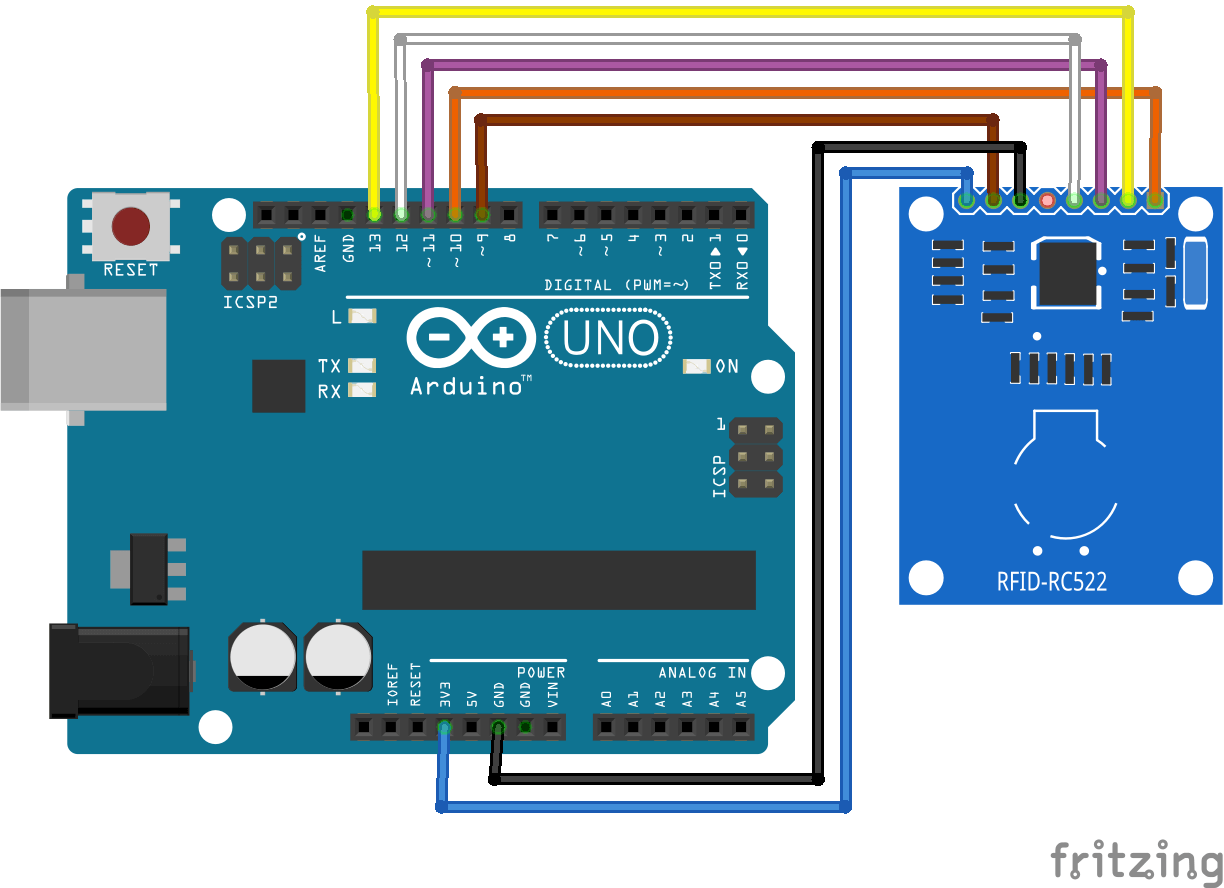 RESET
ICSP2
AREF
GND
13
12
~11
~10
~9
8
7
~6
~5
4
~3
2
TX0▶1
RX0◀0
DIGITAL (PWM=~)
L
TX
RX
Arduino™
UNO
ON
1
ICSP
RFID-RC522
IOREF
RESET
3V3
5V
GND
GND
VIN
POWER
ANALOG IN
A0
A1
A2
A3
A4
A5
fritzing